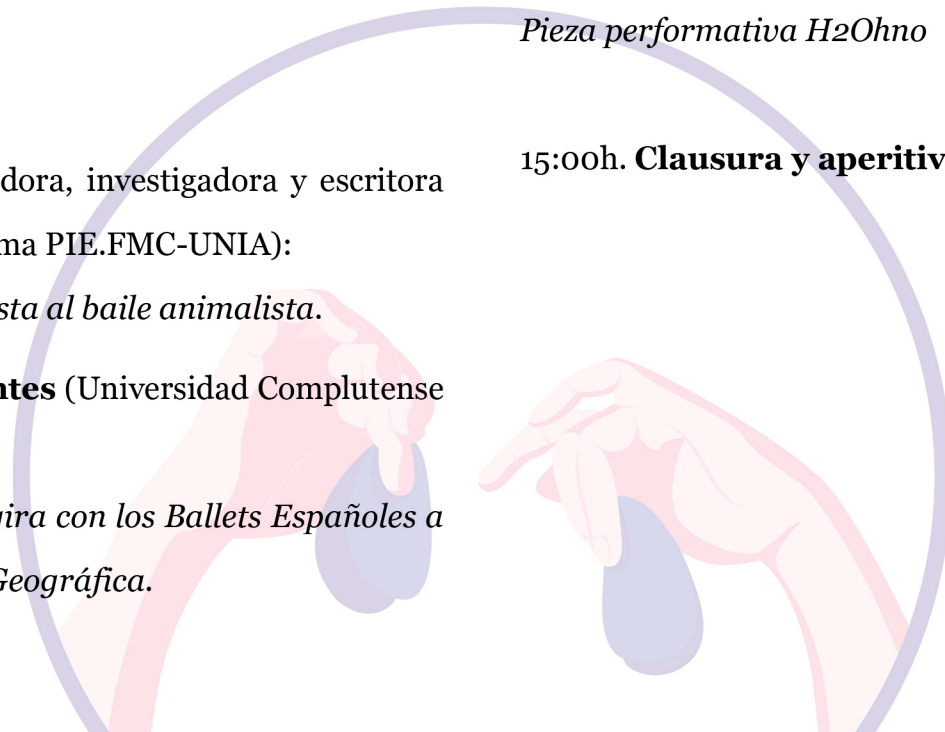 dora, investigadora y escritora
ma PIE.FMC-UNIA):
sta al baile animalista.
ntes (Universidad Complutense
gira con los Ballets Españoles a
Geográfica.
Pieza performativa H2Ohno
15:00h. Clausura y aperitiv